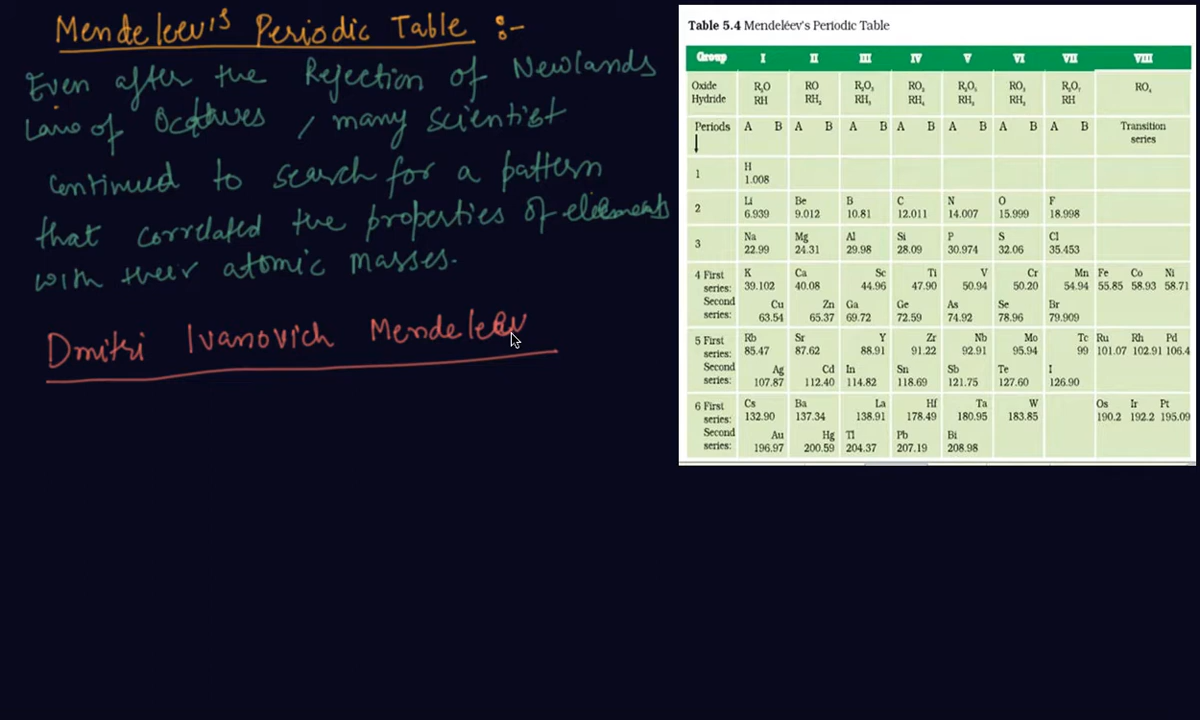 Mendeleev's Periodic Table :-
Even after the Rejection of Newlands
Law of Octaves, many scientist
continued to search for a pattern
that correlated the properties of elements
with their atomic masses.
Dmitri Ivanovich Mendeleev
Table 5.4 Mendeléev's Periodic Table
Group I II III IV V VI VII VIII
Oxide R₂O RO R₂O₃ RO₂ R₂O₅ RO₃ R₂O₇ RO₄
Hydride RH RH₂ RH₃ RH₄ RH₃ RH₂ RH
Periods ↓ A B A B A B A B A B A B A B Transition series
1 H
1.008
2 Li Be B C N O F
6.939 9.012 10.81 12.011 14.007 15.999 18.998
3 Na Mg Al Si P S Cl
22.99 24.31 29.98 28.09 30.974 32.06 35.453
4 First K Ca Sc Ti V Cr Mn Fe Co Ni
series: 39.102 40.08 44.96 47.90 50.94 50.20 54.94 55.85 58.93 58.71
Second Cu Zn Ga Ge As Se Br
series: 63.54 65.37 69.72 72.59 74.92 78.96 79.909
5 First Rb Sr Y Zr Nb Mo Tc Ru Rh Pd
series: 85.47 87.62 88.91 91.22 92.91 95.94 99 101.07 102.91 106.4
Second Ag Cd In Sn Sb Te I
series: 107.87 112.40 114.82 118.69 121.75 127.60 126.90
6 First Cs Ba La Hf Ta W Os Ir Pt
series: 132.90 137.34 138.91 178.49 180.95 183.85 190.2 192.2 195.09
Second Au Hg Tl Pb Bi
series: 196.97 200.59 204.37 207.19 208.98